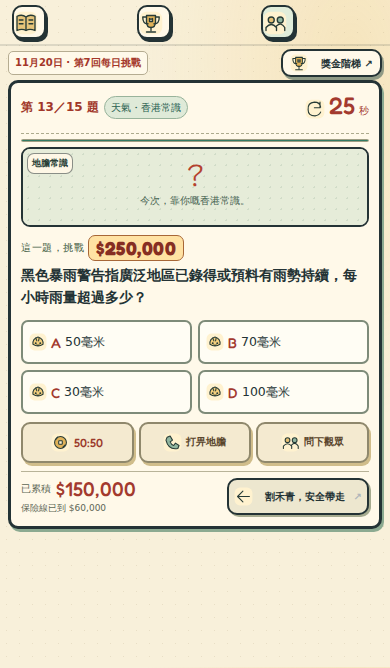 11月20日 · 第7回每日挑戰
獎金階梯 ↗
第 13／15 題
天氣 · 香港常識
25 秒
地膽常識
?
今次，靠你嘅香港常識。
這一題，挑戰 $250,000
黑色暴雨警告指廣泛地區已錄得或預料有雨勢持續，每
小時雨量超過多少？
A 50毫米
B 70毫米
C 30毫米
D 100毫米
50:50
打畀地膽
問下觀眾
已累積 $150,000
保險線已到 $60,000
割禾青，安全帶走 ↗